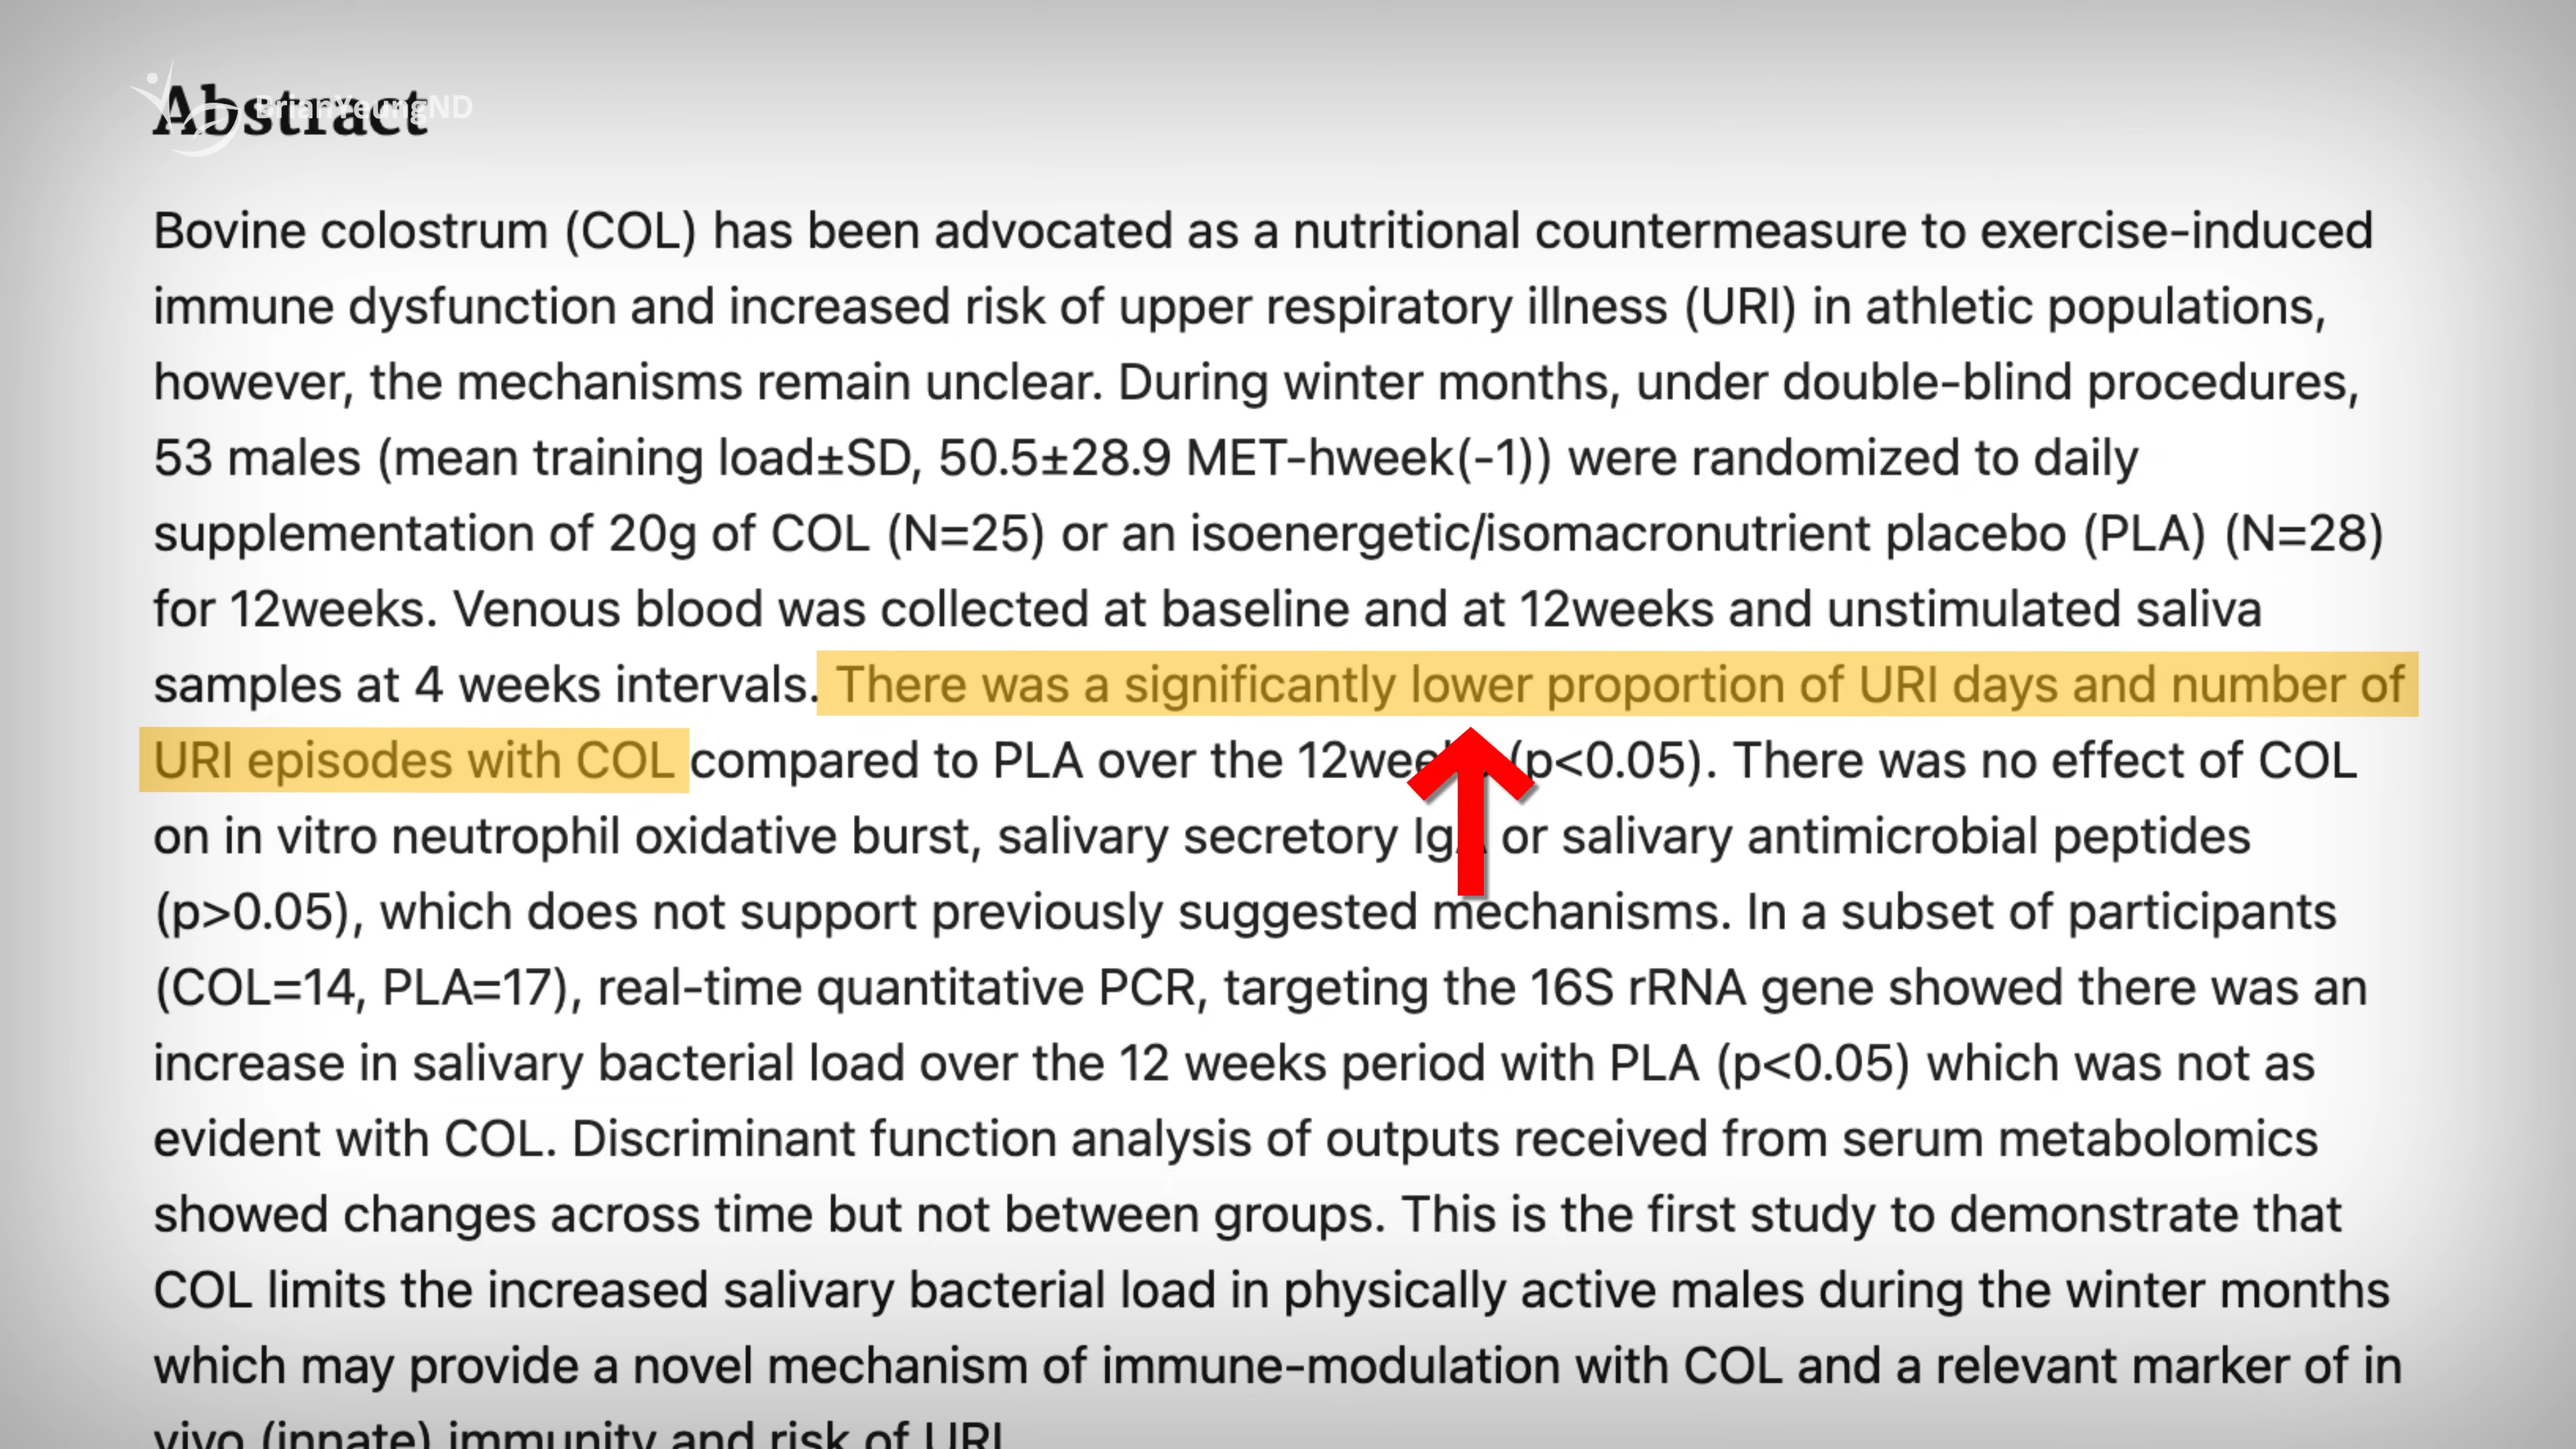 BrianYeungND
Abstract
Bovine colostrum (COL) has been advocated as a nutritional countermeasure to exercise-induced
immune dysfunction and increased risk of upper respiratory illness (URI) in athletic populations,
however, the mechanisms remain unclear. During winter months, under double-blind procedures,
53 males (mean training load±SD, 50.5±28.9 MET-hweek(-1)) were randomized to daily
supplementation of 20g of COL (N=25) or an isoenergetic/isomacronutrient placebo (PLA) (N=28)
for 12weeks. Venous blood was collected at baseline and at 12weeks and unstimulated saliva
samples at 4 weeks intervals. There was a significantly lower proportion of URI days and number of
URI episodes with COL compared to PLA over the (p<0.05). There was no effect of COL
on in vitro neutrophil oxidative burst, salivary secretory or salivary antimicrobial peptides
(p>0.05), which does not support previously suggested mechanisms. In a subset of participants
(COL=14, PLA=17), real-time quantitative PCR, targeting the 16S rRNA gene showed there was an
increase in salivary bacterial load over the 12 weeks period with PLA (p<0.05) which was not as
evident with COL. Discriminant function analysis of outputs received from serum metabolomics
showed changes across time but not between groups. This is the first study to demonstrate that
COL limits the increased salivary bacterial load in physically active males during the winter months
which may provide a novel mechanism of immune-modulation with COL and a relevant marker of in
vivo (innate) immunity and risk of URI